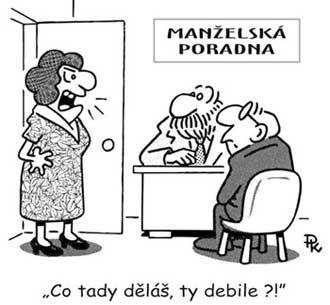 MANŽELSKÁ
PORADNA
„Co tady děláš, ty debile ?!"